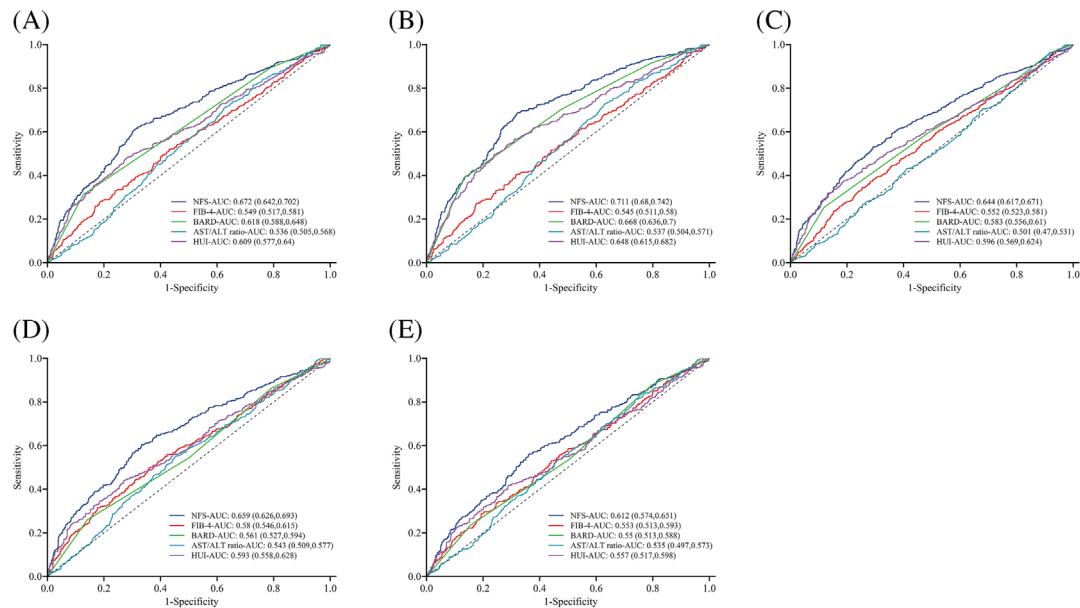 (A)
1.0
0.8
0.6
0.4
0.2
0.0
Sensitivity
NFS-AUC: 0.672 (0.642,0.702)
FIB-4-AUC: 0.549 (0.517,0.581)
BARD-AUC: 0.618 (0.588,0.648)
AST/ALT ratio-AUC: 0.536 (0.505,0.568)
HUI-AUC: 0.609 (0.577,0.64)
0.0 0.2 0.4 0.6 0.8 1.0
1-Specificity
(B)
1.0
0.8
0.6
0.4
0.2
0.0
Sensitivity
NFS-AUC: 0.711 (0.68,0.742)
FIB-4-AUC: 0.545 (0.511,0.58)
BARD-AUC: 0.668 (0.636,0.7)
AST/ALT ratio-AUC: 0.537 (0.504,0.571)
HUI-AUC: 0.648 (0.615,0.682)
0.0 0.2 0.4 0.6 0.8 1.0
1-Specificity
(C)
1.0
0.8
0.6
0.4
0.2
0.0
Sensitivity
NFS-AUC: 0.644 (0.617,0.671)
FIB-4-AUC: 0.552 (0.523,0.581)
BARD-AUC: 0.583 (0.556,0.61)
AST/ALT ratio-AUC: 0.501 (0.47,0.531)
HUI-AUC: 0.596 (0.569,0.624)
0.0 0.2 0.4 0.6 0.8 1.0
1-Specificity
(D)
1.0
0.8
0.6
0.4
0.2
0.0
Sensitivity
NFS-AUC: 0.659 (0.626,0.693)
FIB-4-AUC: 0.58 (0.546,0.615)
BARD-AUC: 0.561 (0.527,0.594)
AST/ALT ratio-AUC: 0.543 (0.509,0.577)
HUI-AUC: 0.593 (0.558,0.628)
0.0 0.2 0.4 0.6 0.8 1.0
1-Specificity
(E)
1.0
0.8
0.6
0.4
0.2
0.0
Sensitivity
NFS-AUC: 0.612 (0.574,0.651)
FIB-4-AUC: 0.553 (0.513,0.593)
BARD-AUC: 0.55 (0.513,0.588)
AST/ALT ratio-AUC: 0.535 (0.497,0.573)
HUI-AUC: 0.557 (0.517,0.598)
0.0 0.2 0.4 0.6 0.8 1.0
1-Specificity